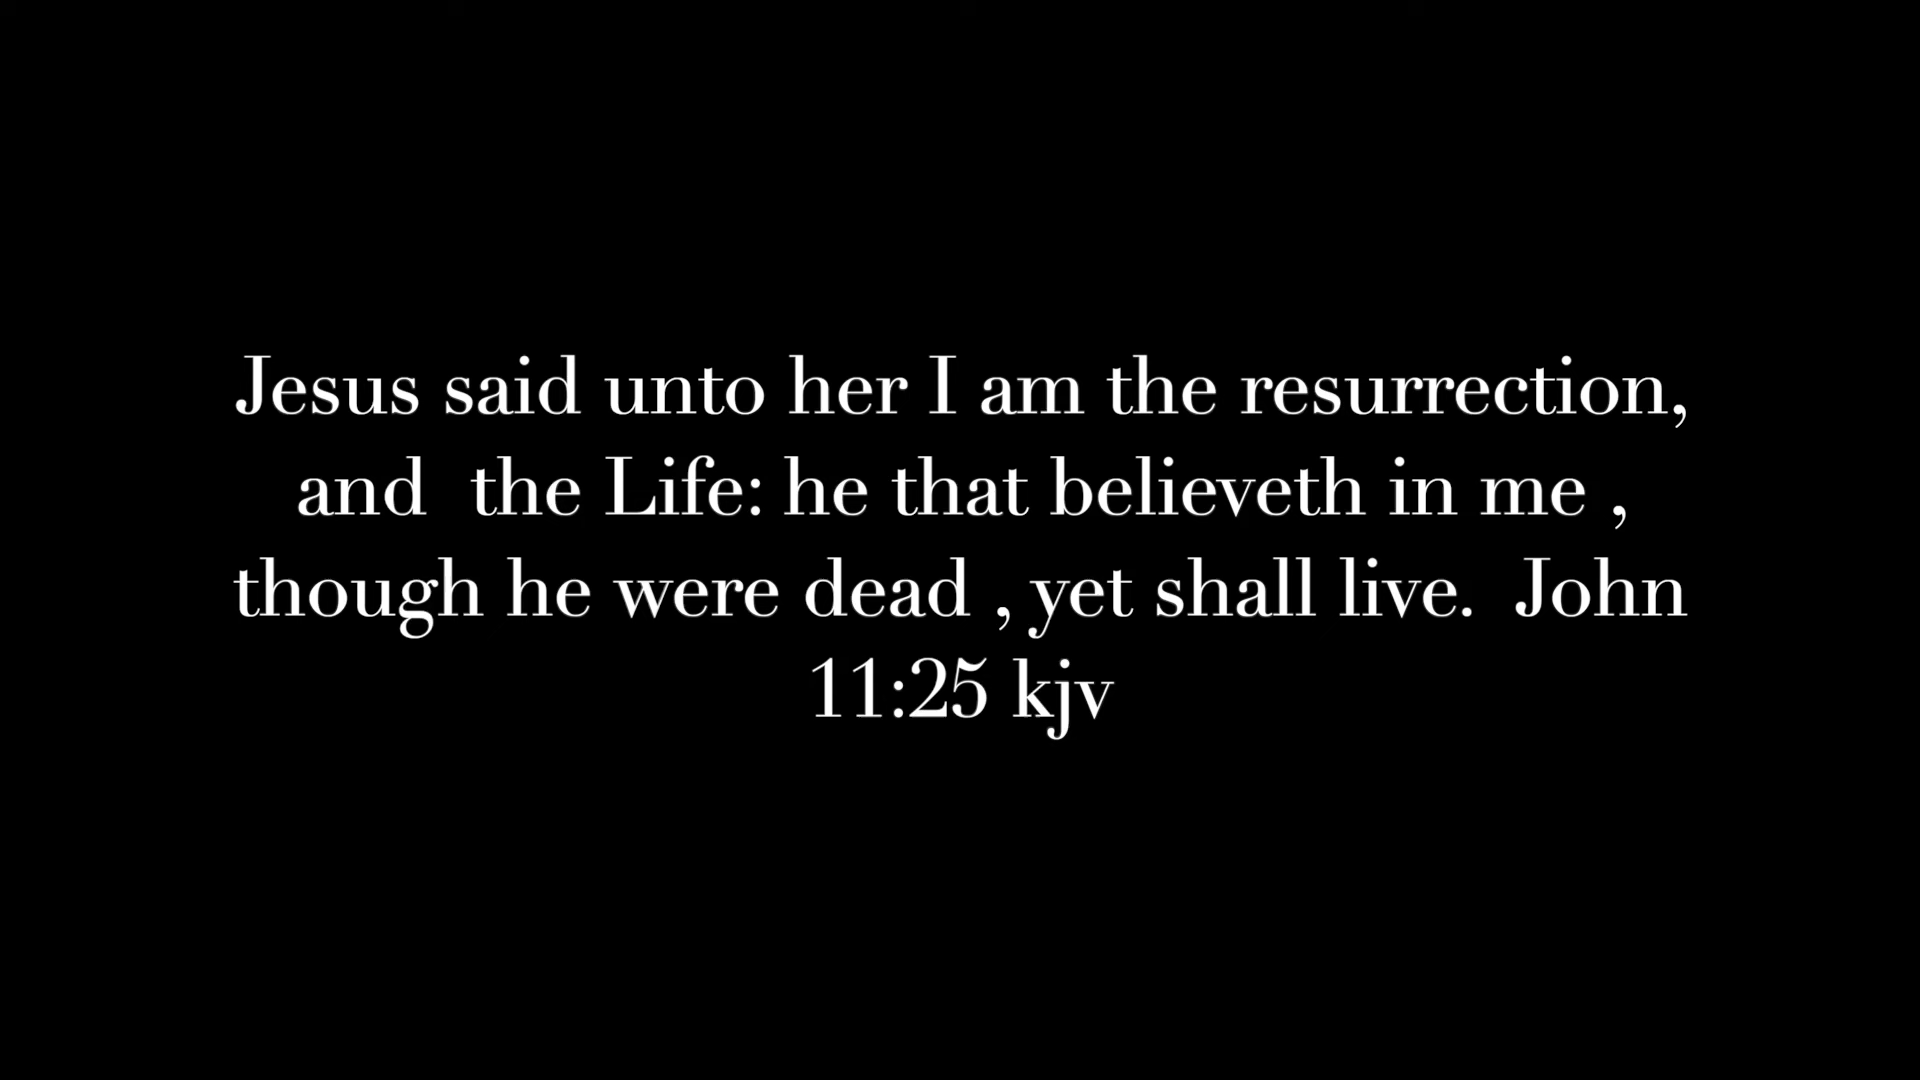 Jesus said unto her I am the resurrection,
and  the Life: he that believeth in me ,
though he were dead , yet shall live.  John
11:25 kjv